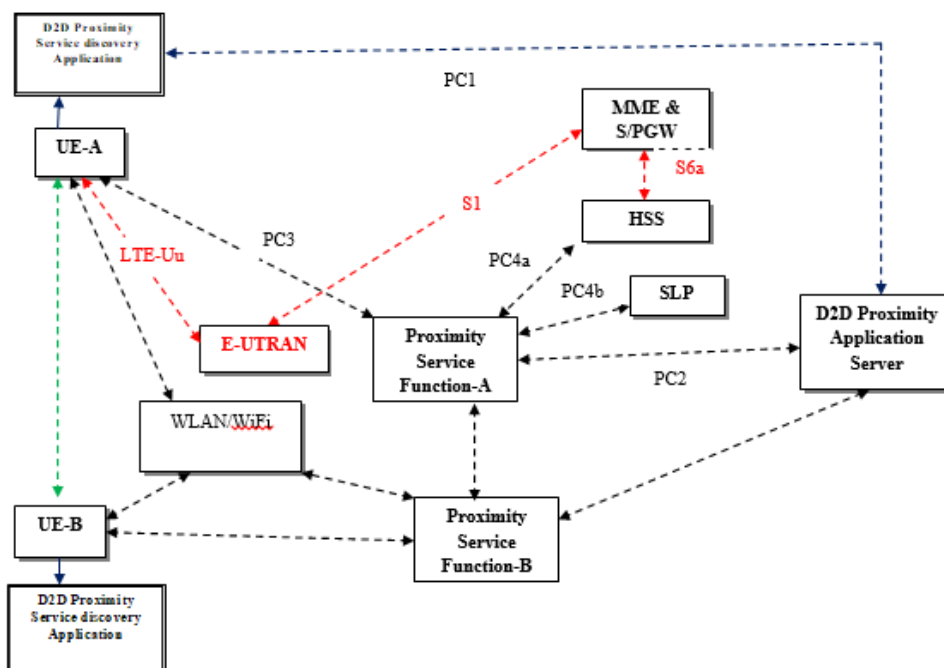 D2D Proximity
Service discovery
Application
PC1
MME &
S/PGW
UE-A
S6a
S1
HSS
PC3
LTE-Uu
PC4a
PC4b
SLP
D2D Proximity
Application
Server
E-UTRAN
Proximity
Service
Function-A
PC2
WLAN/WiFi
UE-B
Proximity
Service
Function-B
D2D Proximity
Service discovery
Application